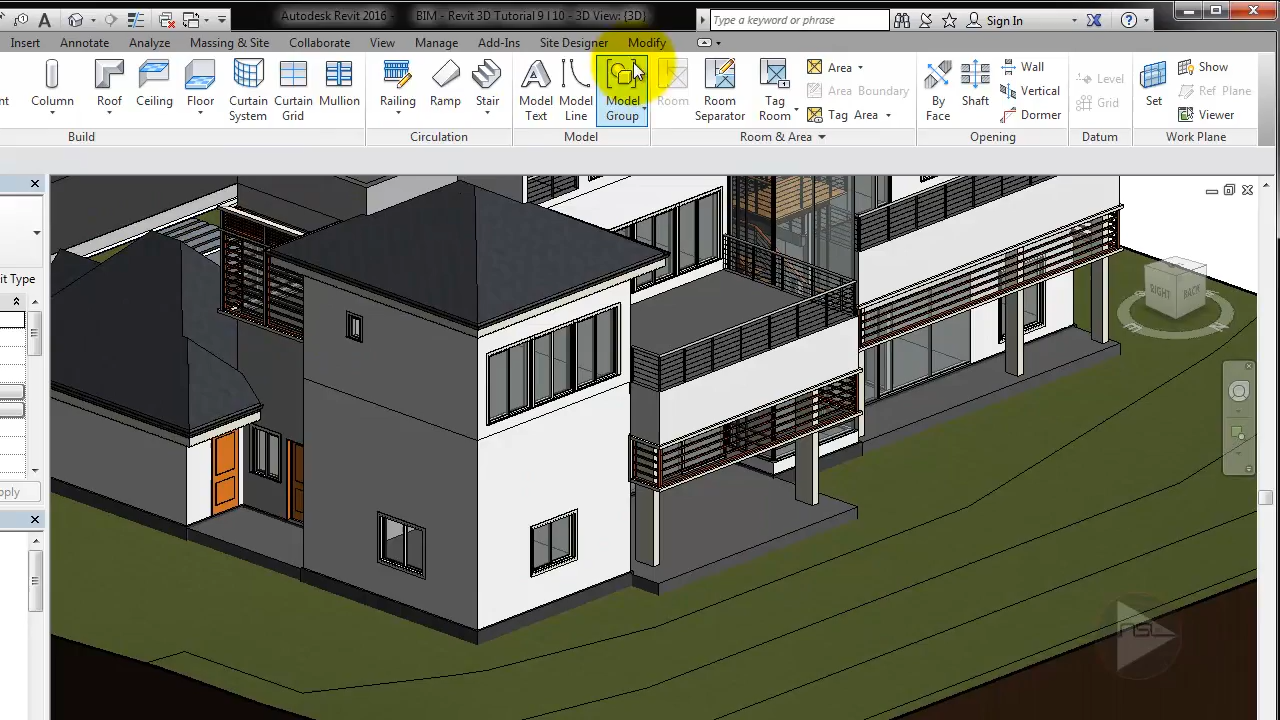 Autodesk Revit 2016 - BIM - Revit 3D Tutorial 9 I 10 - 3D View: {3D}
Type a keyword or phrase
Sign In
Insert Annotate Analyze Massing & Site Collaborate View Manage Add-Ins Site Designer Modify
Column Roof Ceiling Floor Curtain System Curtain Grid Mullion
Railing Ramp Stair
Model Text Model Line Model Group
Room Room Separator Tag Room
Area
Area Boundary
Tag Area
By Face Shaft
Wall
Vertical
Dormer
Level
Grid
Set
Show
Ref Plane
Viewer
Build Circulation Model Room & Area Opening Datum Work Plane
it Type
pply
RIGHT BACK
nsl